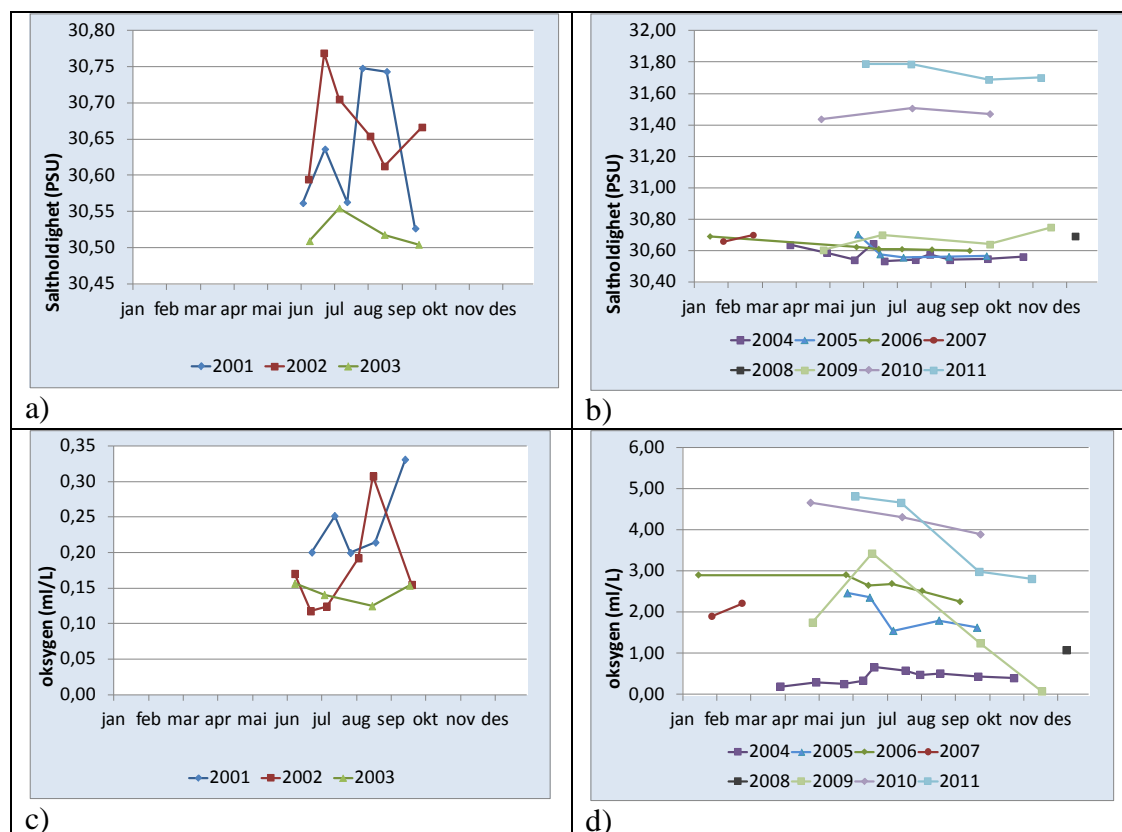 30,80
30,75
30,70
30,65
30,60
30,55
30,50
30,45
Saltholdighet (PSU)
jan feb mar apr mai jun jul aug sep okt nov des
2001 2002 2003
a)
32,00
31,80
31,60
31,40
31,20
31,00
30,80
30,60
30,40
Saltholdighet (PSU)
jan feb mar apr mai jun jul aug sep okt nov des
2004 2005 2006 2007
2008 2009 2010 2011
b)
0,35
0,30
0,25
0,20
0,15
0,10
0,05
0,00
oksygen (ml/L)
jan feb mar apr mai jun jul aug sep okt nov des
2001 2002 2003
c)
6,00
5,00
4,00
3,00
2,00
1,00
0,00
oksygen (ml/L)
jan feb mar apr mai jun jul aug sep okt nov des
2004 2005 2006 2007
2008 2009 2010 2011
d)